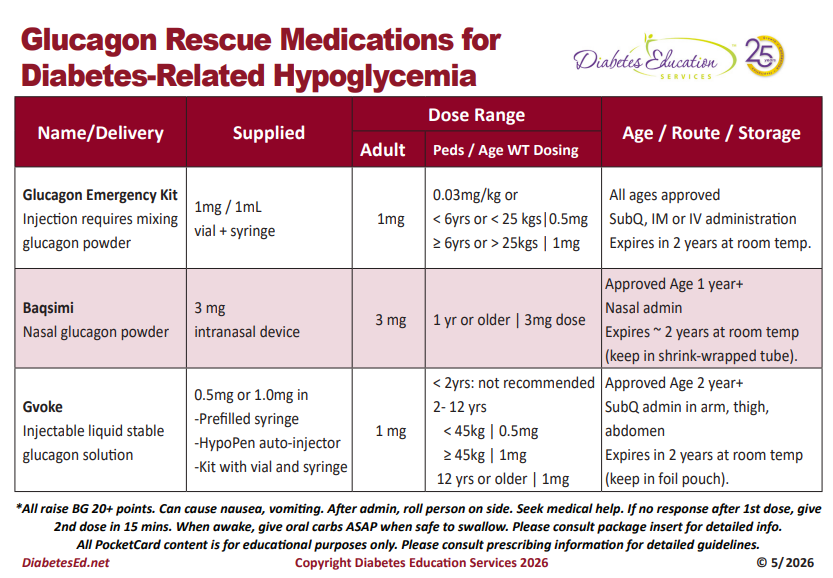 Glucagon Rescue Medications for
Diabetes-Related Hypoglycemia
Diabetes Education
SERVICES
25
years
Name/Delivery
Supplied
Dose Range
Adult
Peds / Age WT Dosing
Age / Route / Storage
Glucagon Emergency Kit
Injection requires mixing
glucagon powder
1mg / 1mL
vial + syringe
1mg
0.03mg/kg or
< 6yrs or < 25 kgs|0.5mg
≥ 6yrs or > 25kgs | 1mg
All ages approved
SubQ, IM or IV administration
Expires in 2 years at room temp.
Baqsimi
Nasal glucagon powder
3 mg
intranasal device
3 mg
1 yr or older | 3mg dose
Approved Age 1 year+
Nasal admin
Expires ~ 2 years at room temp
(keep in shrink-wrapped tube).
Gvoke
Injectable liquid stable
glucagon solution
0.5mg or 1.0mg in
-Prefilled syringe
-HypoPen auto-injector
-Kit with vial and syringe
1 mg
< 2yrs: not recommended
2- 12 yrs
< 45kg | 0.5mg
≥ 45kg | 1mg
12 yrs or older | 1mg
Approved Age 2 year+
SubQ admin in arm, thigh,
abdomen
Expires in 2 years at room temp
(keep in foil pouch).
*All raise BG 20+ points. Can cause nausea, vomiting. After admin, roll person on side. Seek medical help. If no response after 1st dose, give
2nd dose in 15 mins. When awake, give oral carbs ASAP when safe to swallow. Please consult package insert for detailed info.
All PocketCard content is for educational purposes only. Please consult prescribing information for detailed guidelines.
DiabetesEd.net
Copyright Diabetes Education Services 2026
© 5/2026